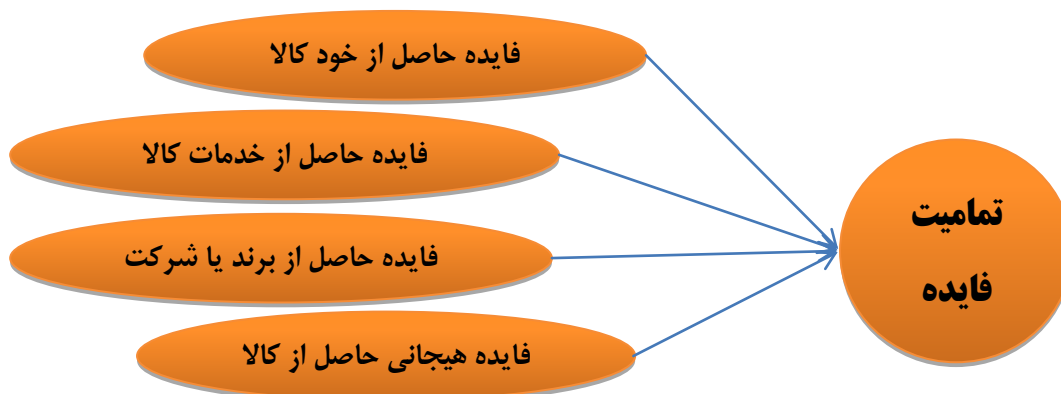 فایده حاصل از خود کالا
فایده حاصل از خدمات کالا
فایده حاصل از برند یا شرکت
فایده هیجانی حاصل از کالا
تمامیت
فایده